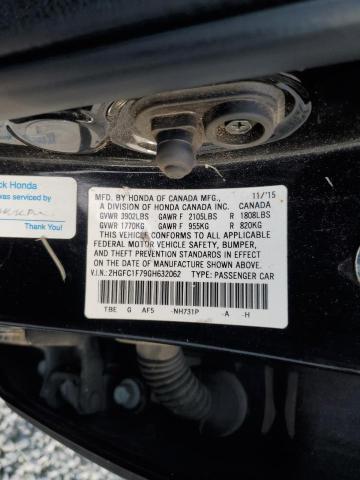 ck Honda
was serviced by
Thank You!
MFD. BY HONDA OF CANADA MFG., 11/15
A DIVISION OF HONDA CANADA INC. CANADA
GVWR 3902LBS GAWR F 2105LBS R 1808LBS
GVWR 1770KG GAWR F 955KG R 820KG
THIS VEHICLE CONFORMS TO ALL APPLICABLE
FEDERAL MOTOR VEHICLE SAFETY, BUMPER,
AND THEFT PREVENTION STANDARDS IN EFFECT
ON THE DATE OF MANUFACTURE SHOWN ABOVE.
V.I.N.: 2HGFC1F79GH632062 TYPE: PASSENGER CAR
TBE G AF5 -NH731P -A -H